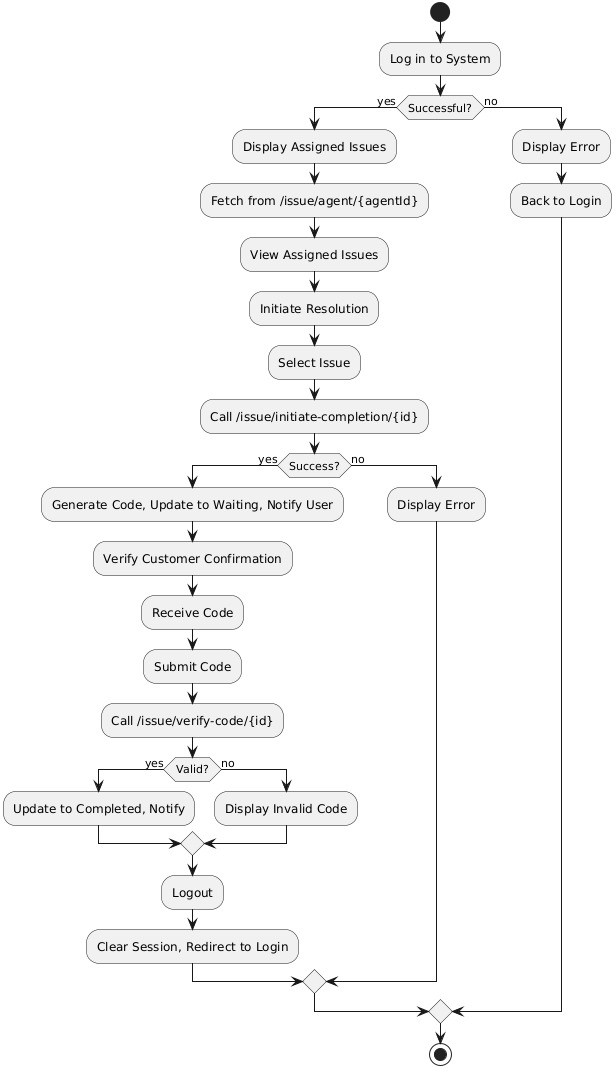 Log in to System
yes
Successful?
no
Display Assigned Issues
Display Error
Fetch from /issue/agent/{agentId}
Back to Login
View Assigned Issues
Initiate Resolution
Select Issue
Call /issue/initiate-completion/{id}
yes
Success?
no
Generate Code, Update to Waiting, Notify User
Display Error
Verify Customer Confirmation
Receive Code
Submit Code
Call /issue/verify-code/{id}
yes
Valid?
no
Update to Completed, Notify
Display Invalid Code
Logout
Clear Session, Redirect to Login